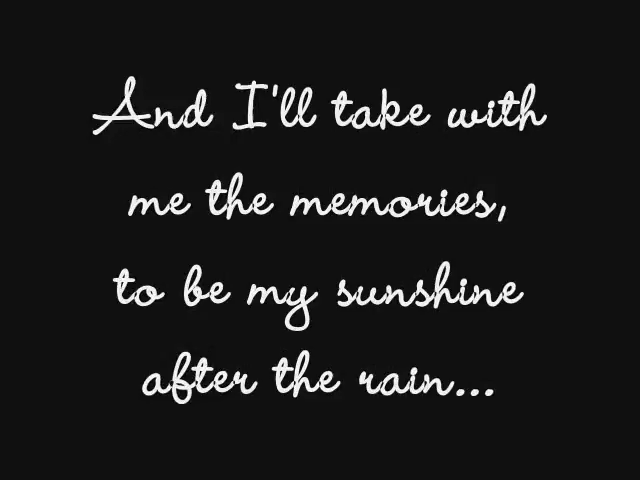 And I'll take with
me the memories,
to be my sunshine
after the rain...